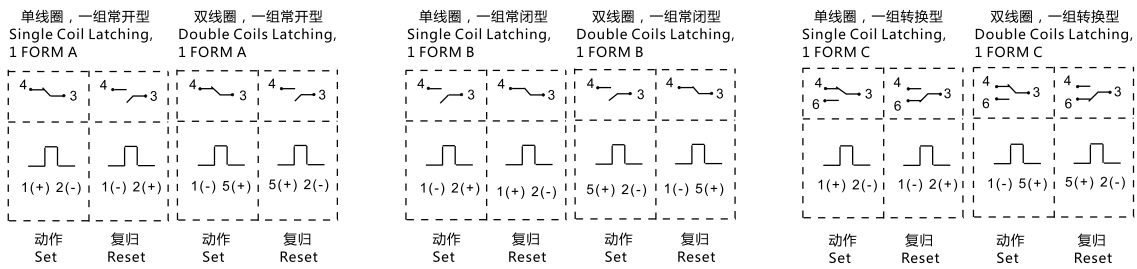 单线圈，一组常开型
Single Coil Latching,
1 FORM A
4 3
4 3
1(+) 2(-)
1(-) 2(+)
动作
Set
复归
Reset
双线圈，一组常开型
Double Coils Latching,
1 FORM A
4 3
4 3
1(-) 5(+)
5(+) 2(-)
动作
Set
复归
Reset
单线圈，一组常闭型
Single Coil Latching,
1 FORM B
4 3
4 3
1(-) 2(+)
1(+) 2(-)
动作
Set
复归
Reset
双线圈，一组常闭型
Double Coils Latching,
1 FORM B
4 3
4 3
5(+) 2(-)
1(-) 5(+)
动作
Set
复归
Reset
单线圈，一组转换型
Single Coil Latching,
1 FORM C
4 3
6
4 3
6
1(+) 2(-)
1(-) 2(+)
动作
Set
复归
Reset
双线圈，一组转换型
Double Coils Latching,
1 FORM C
4 3
6
4 3
6
1(-) 5(+)
5(+) 2(-)
动作
Set
复归
Reset